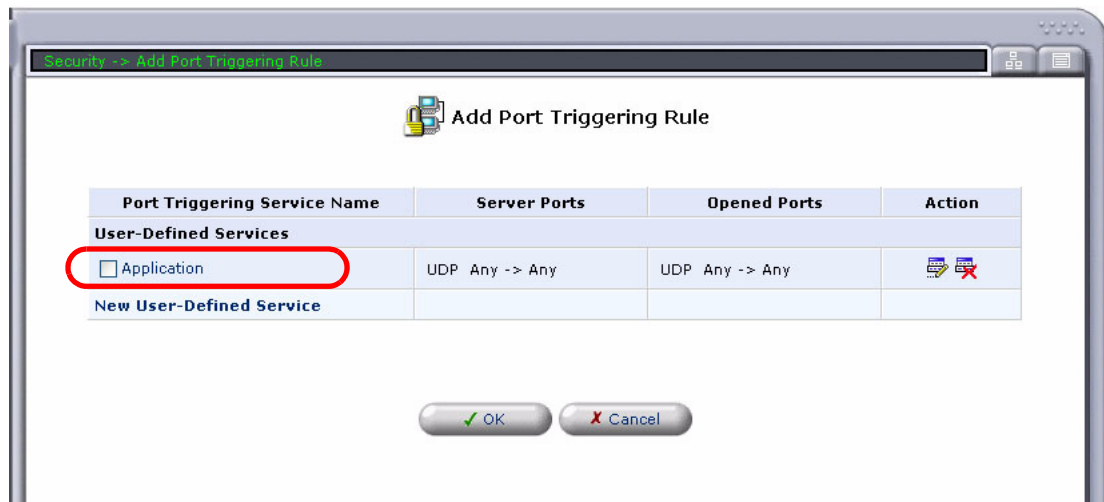 Security -> Add Port Triggering Rule
Add Port Triggering Rule
Port Triggering Service Name Server Ports Opened Ports Action
User-Defined Services
Application UDP Any -> Any UDP Any -> Any
New User-Defined Service
OK Cancel